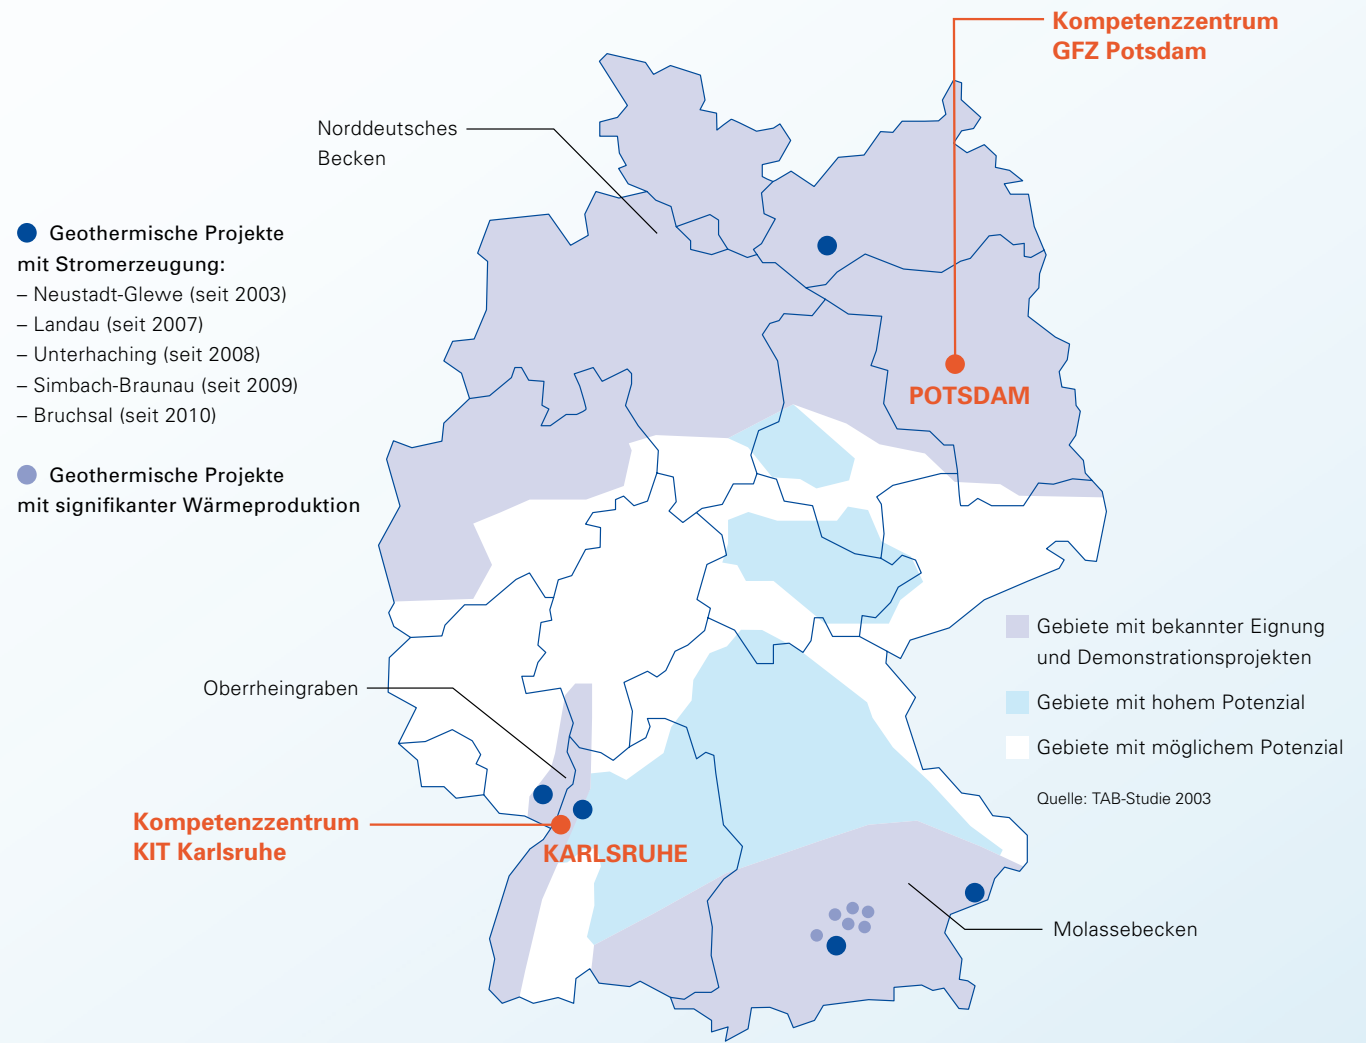 Kompetenzzentrum
GFZ Potsdam
Norddeutsches
Becken
Geothermische Projekte
mit Stromerzeugung:
– Neustadt-Glewe (seit 2003)
– Landau (seit 2007)
– Unterhaching (seit 2008)
– Simbach-Braunau (seit 2009)
– Bruchsal (seit 2010)
Geothermische Projekte
mit signifikanter Wärmeproduktion
POTSDAM
Gebiete mit bekannter Eignung
und Demonstrationsprojekten
Gebiete mit hohem Potenzial
Gebiete mit möglichem Potenzial
Quelle: TAB-Studie 2003
Oberrheingraben
Kompetenzzentrum
KIT Karlsruhe
KARLSRUHE
Molassebecken